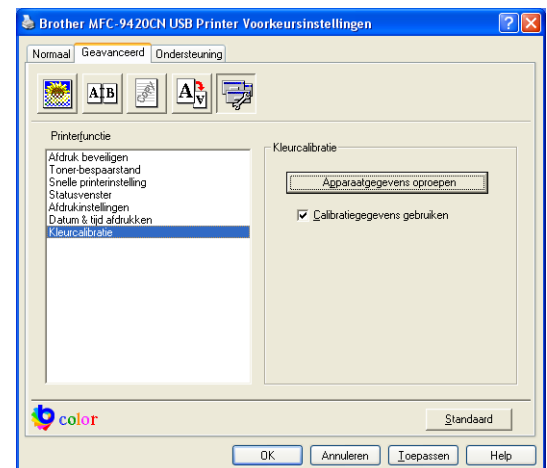 Brother MFC-9420CN USB Printer Voorkeursinstellingen
Normaal Geavanceerd Ondersteuning
A B
A V
Printerfunctie
Afdruk beveiligen
Toner-bespaarstand
Snelle printerinstelling
Statusvenster
Afdrukinstellingen
Datum & tijd afdrukken
Kleurcalibratie
Kleurcalibratie
Apparaatgegevens oproepen
Calibratiegegevens gebruiken
color
Standaard
OK Annuleren Toepassen Help